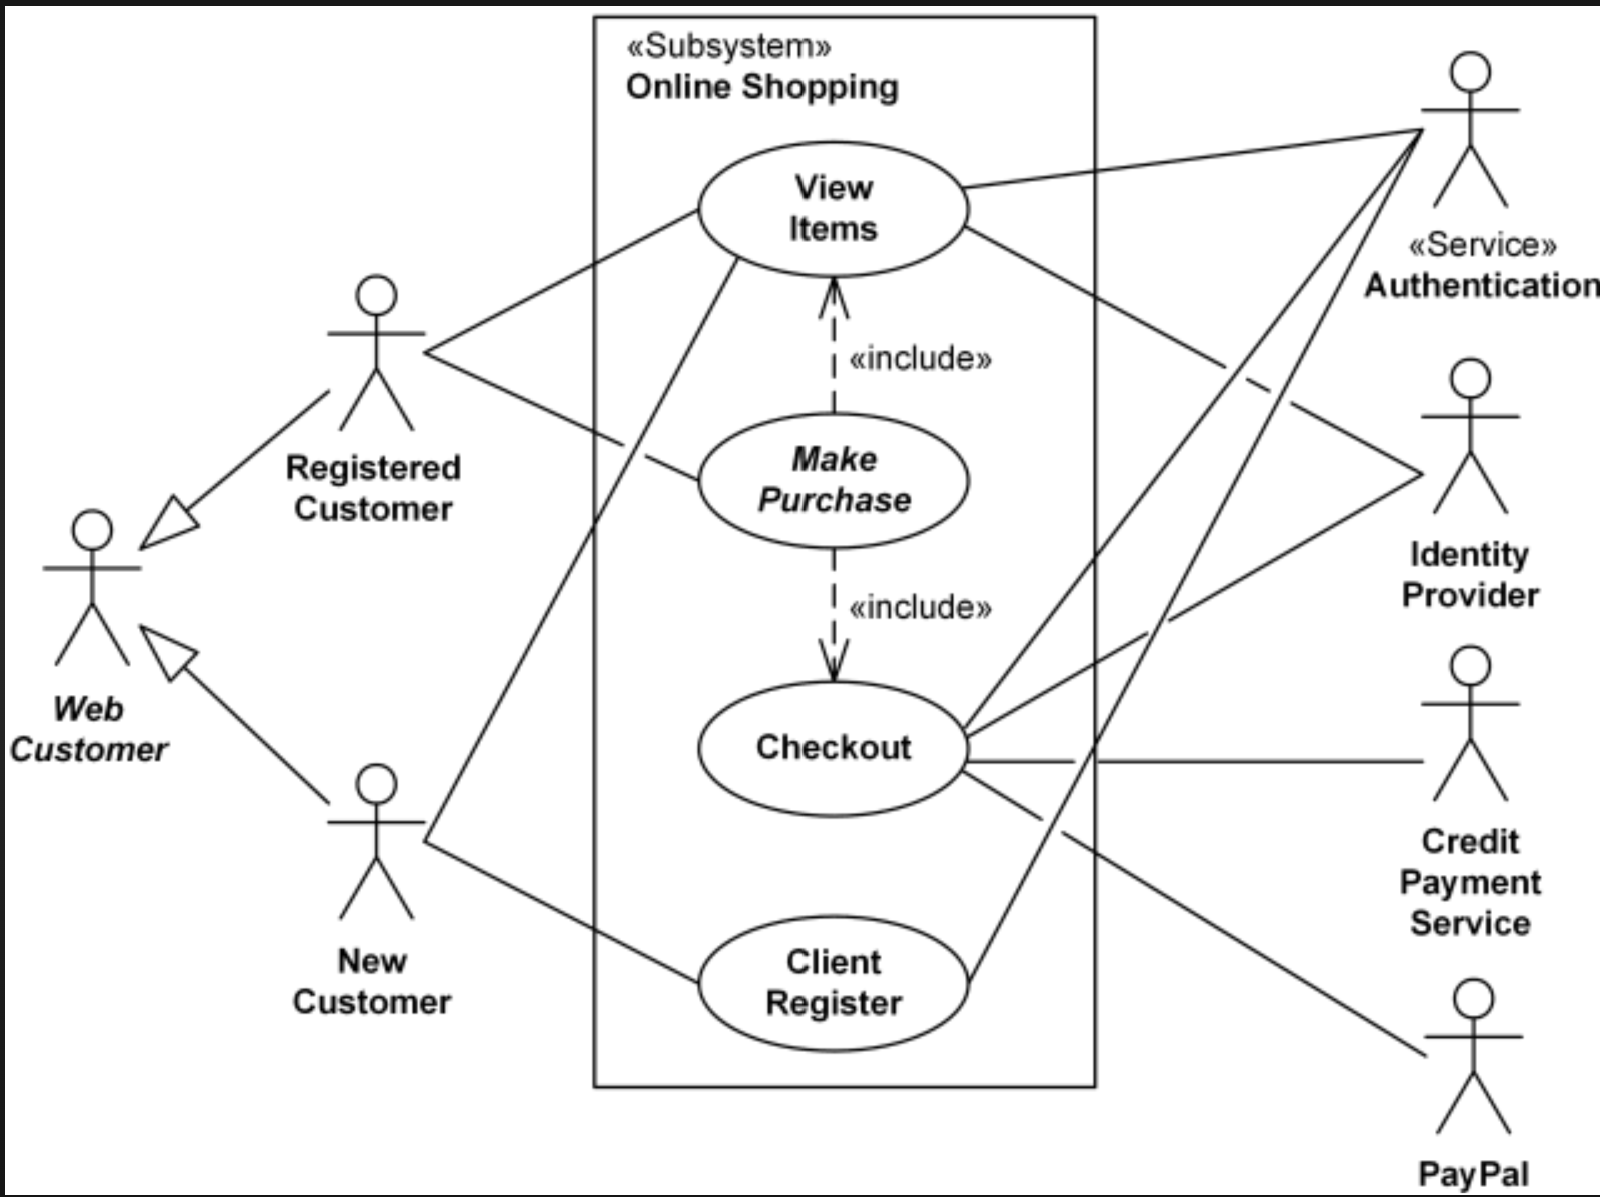 «Subsystem»
Online Shopping
View
Items
«include»
Make
Purchase
«include»
Checkout
Client
Register
Registered
Customer
Web
Customer
New
Customer
«Service»
Authentication
Identity
Provider
Credit
Payment
Service
PayPal